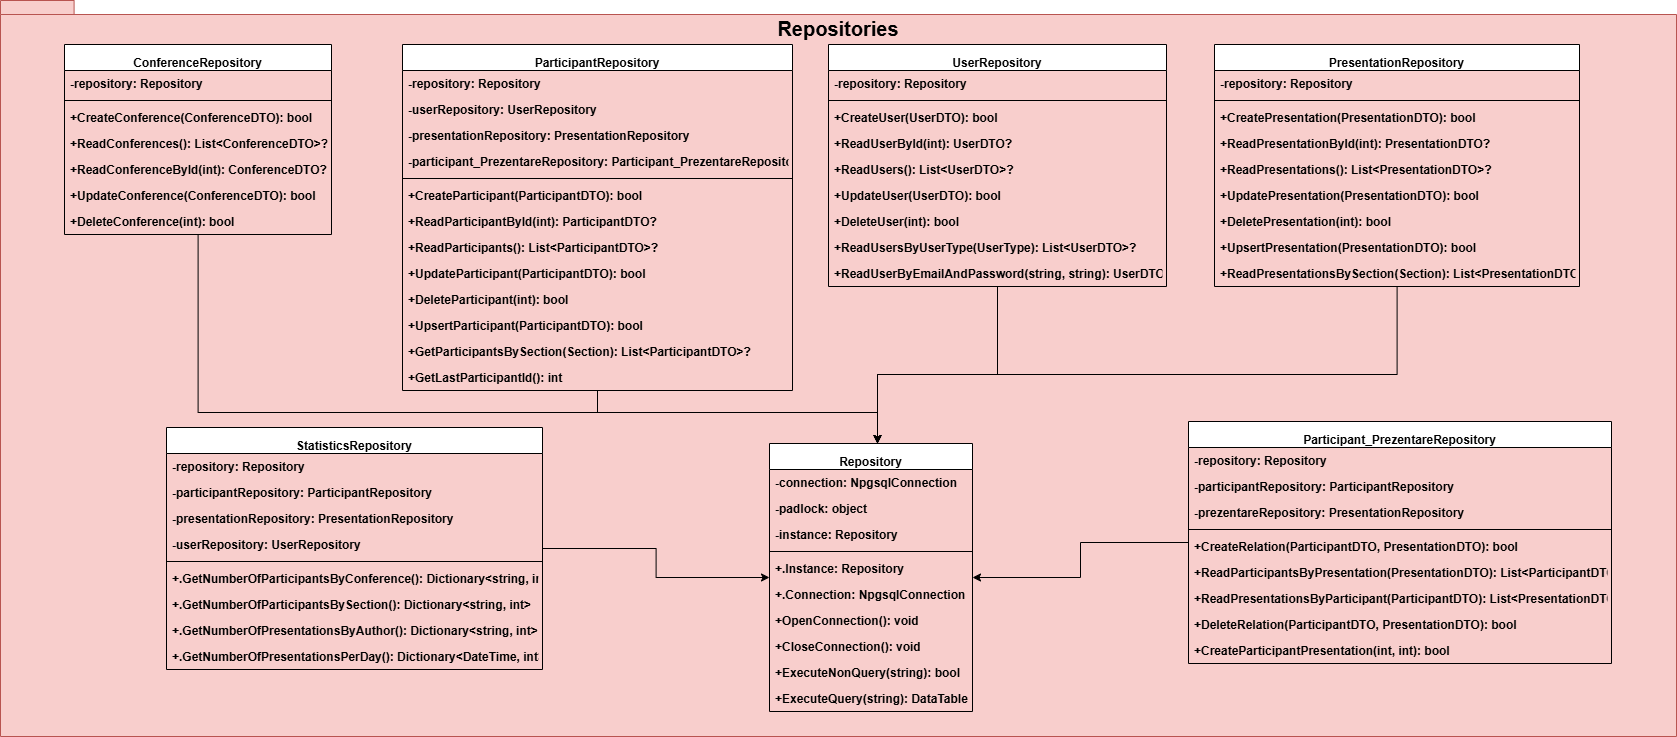 Repositories
ConferenceRepository
-repository: Repository
+CreateConference(ConferenceDTO): bool
+ReadConferences(): List<ConferenceDTO>?
+ReadConferenceById(int): ConferenceDTO?
+UpdateConference(ConferenceDTO): bool
+DeleteConference(int): bool
ParticipantRepository
-repository: Repository
-userRepository: UserRepository
-presentationRepository: PresentationRepository
-participant_PrezentareRepository: Participant_PrezentareReposito
+CreateParticipant(ParticipantDTO): bool
+ReadParticipantById(int): ParticipantDTO?
+ReadParticipants(): List<ParticipantDTO>?
+UpdateParticipant(ParticipantDTO): bool
+DeleteParticipant(int): bool
+UpsertParticipant(ParticipantDTO): bool
+GetParticipantsBySection(Section): List<ParticipantDTO>?
+GetLastParticipantId(): int
UserRepository
-repository: Repository
+CreateUser(UserDTO): bool
+ReadUserById(int): UserDTO?
+ReadUsers(): List<UserDTO>?
+UpdateUser(UserDTO): bool
+DeleteUser(int): bool
+ReadUsersByUserType(UserType): List<UserDTO>?
+ReadUserByEmailAndPassword(string, string): UserDTO
PresentationRepository
-repository: Repository
+CreatePresentation(PresentationDTO): bool
+ReadPresentationById(int): PresentationDTO?
+ReadPresentations(): List<PresentationDTO>?
+UpdatePresentation(PresentationDTO): bool
+DeletePresentation(int): bool
+UpsertPresentation(PresentationDTO): bool
+ReadPresentationsBySection(Section): List<PresentationDTO
StatisticsRepository
-repository: Repository
-participantRepository: ParticipantRepository
-presentationRepository: PresentationRepository
-userRepository: UserRepository
+.GetNumberOfParticipantsByConference(): Dictionary<string, in
+.GetNumberOfParticipantsBySection(): Dictionary<string, int>
+.GetNumberOfPresentationsByAuthor(): Dictionary<string, int>
+.GetNumberOfPresentationsPerDay(): Dictionary<DateTime, int
Repository
-connection: NpgsqlConnection
-padlock: object
-instance: Repository
+.Instance: Repository
+.Connection: NpgsqlConnection
+OpenConnection(): void
+CloseConnection(): void
+ExecuteNonQuery(string): bool
+ExecuteQuery(string): DataTable
Participant_PrezentareRepository
-repository: Repository
-participantRepository: ParticipantRepository
-prezentareRepository: PresentationRepository
+CreateRelation(ParticipantDTO, PresentationDTO): bool
+ReadParticipantsByPresentation(PresentationDTO): List<ParticipantDT
+ReadPresentationsByParticipant(ParticipantDTO): List<PresentationDT
+DeleteRelation(ParticipantDTO, PresentationDTO): bool
+CreateParticipantPresentation(int, int): bool